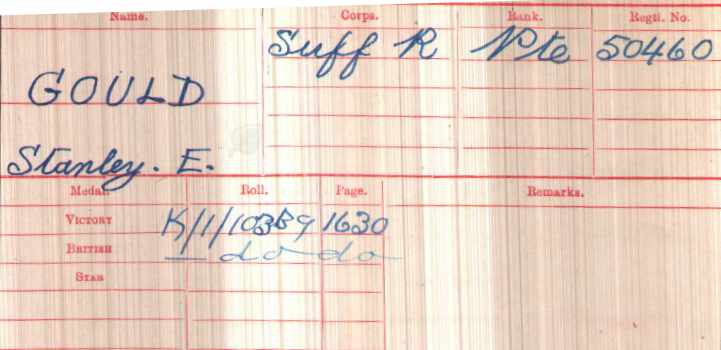 Name. Corps. Rank. Regtl. No.
Suff R Pte 50460
GOULD
Stanley. E.
Medal. Roll. Page. Remarks.
VICTORY K/1/103B9 1630
BRITISH — do — do —
STAR